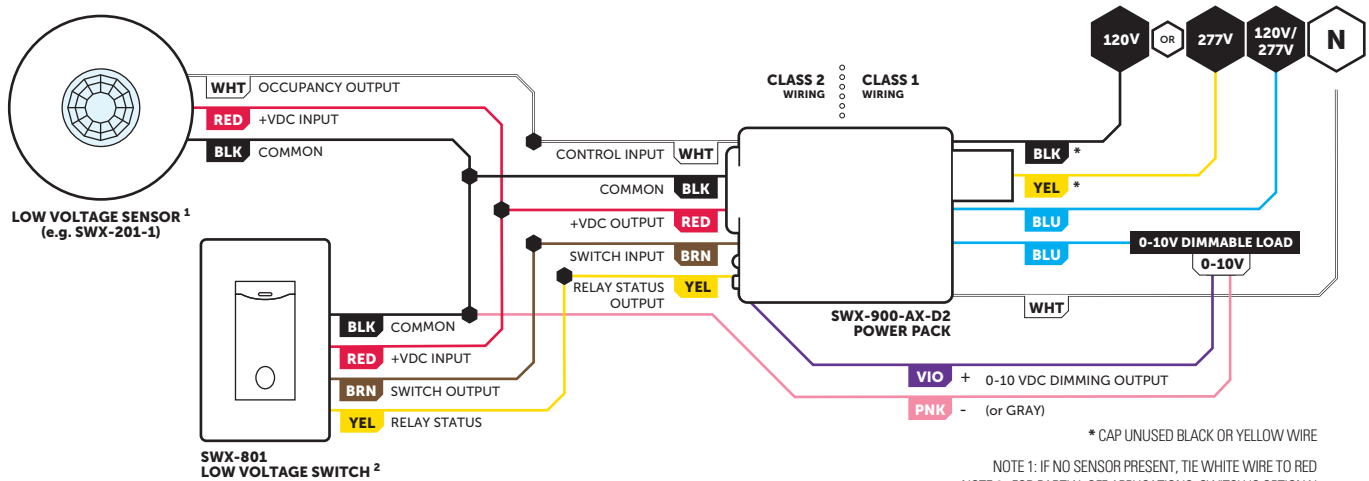 120V
OR
277V
120V/
277V
N
CLASS 2
WIRING
CLASS 1
WIRING
WHT OCCUPANCY OUTPUT
RED +VDC INPUT
BLK COMMON
LOW VOLTAGE SENSOR 1
(e.g. SWX-201-1)
CONTROL INPUT WHT
COMMON BLK
+VDC OUTPUT RED
SWITCH INPUT BRN
RELAY STATUS
OUTPUT
YEL
BLK *
YEL *
BLU
BLU
WHT
0-10V DIMMABLE LOAD
0-10V
SWX-900-AX-D2
POWER PACK
BLK COMMON
RED +VDC INPUT
BRN SWITCH OUTPUT
YEL RELAY STATUS
SWX-801
LOW VOLTAGE SWITCH 2
VIO + 0-10 VDC DIMMING OUTPUT
PNK - (or GRAY)
* CAP UNUSED BLACK OR YELLOW WIRE
NOTE 1: IF NO SENSOR PRESENT, TIE WHITE WIRE TO RED